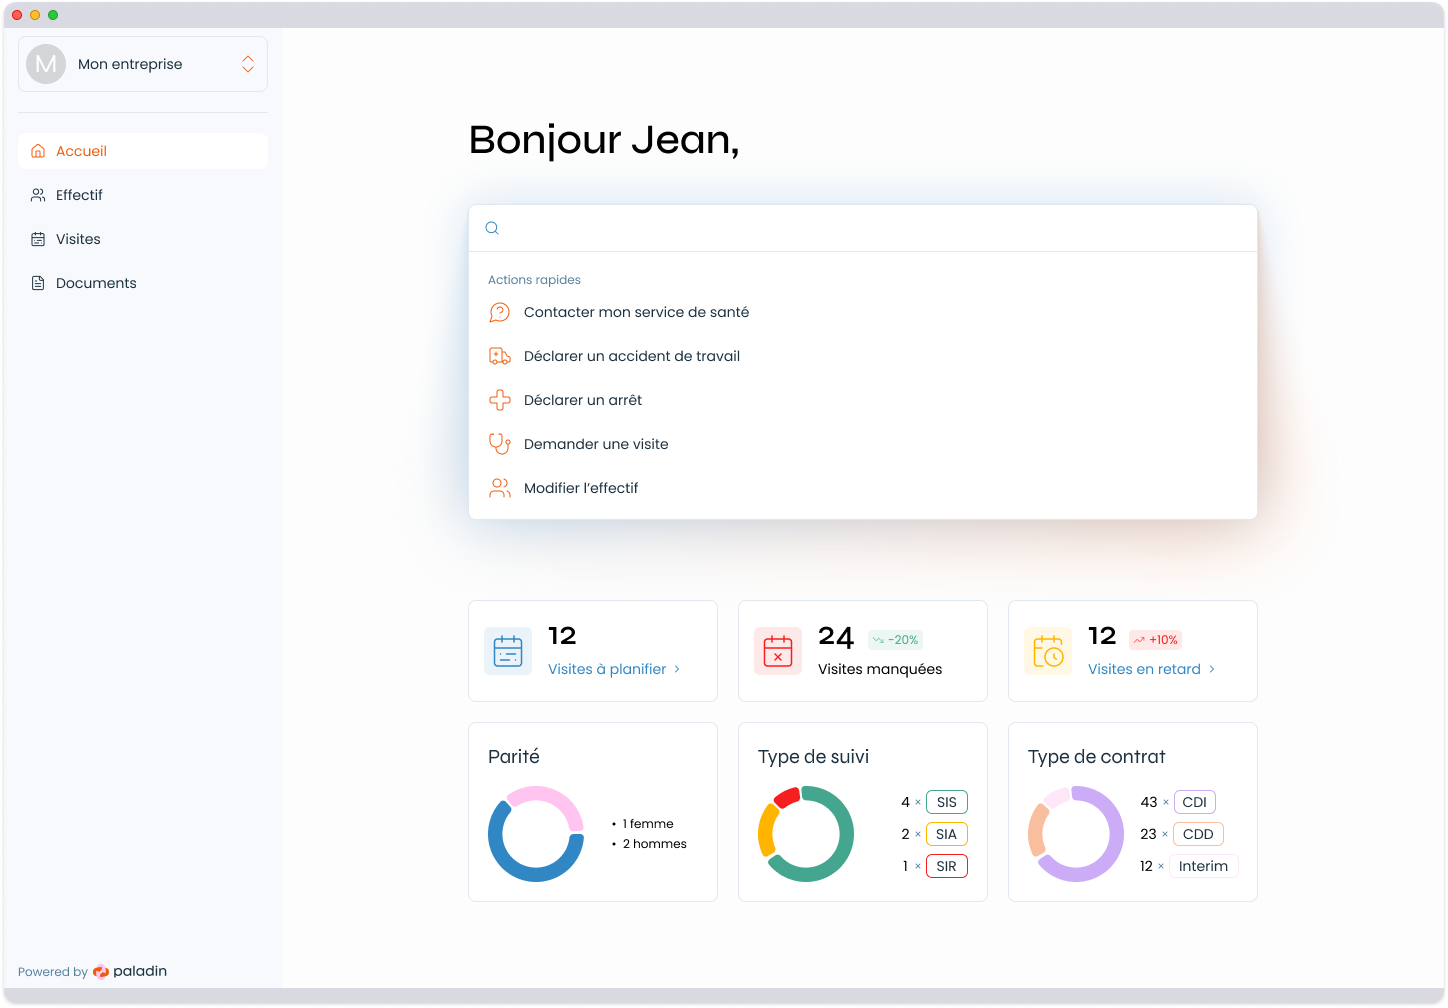 M Mon entreprise
Accueil
Effectif
Visites
Documents
Powered by paladin
Bonjour Jean,
Actions rapides
Contacter mon service de santé
Déclarer un accident de travail
Déclarer un arrêt
Demander une visite
Modifier l'effectif
12
Visites à planifier
24 -20%
Visites manquées
12 +10%
Visites en retard
Parité
• 1 femme
• 2 hommes
Type de suivi
4 × SIS
2 × SIA
1 × SIR
Type de contrat
43 × CDI
23 × CDD
12 × Interim